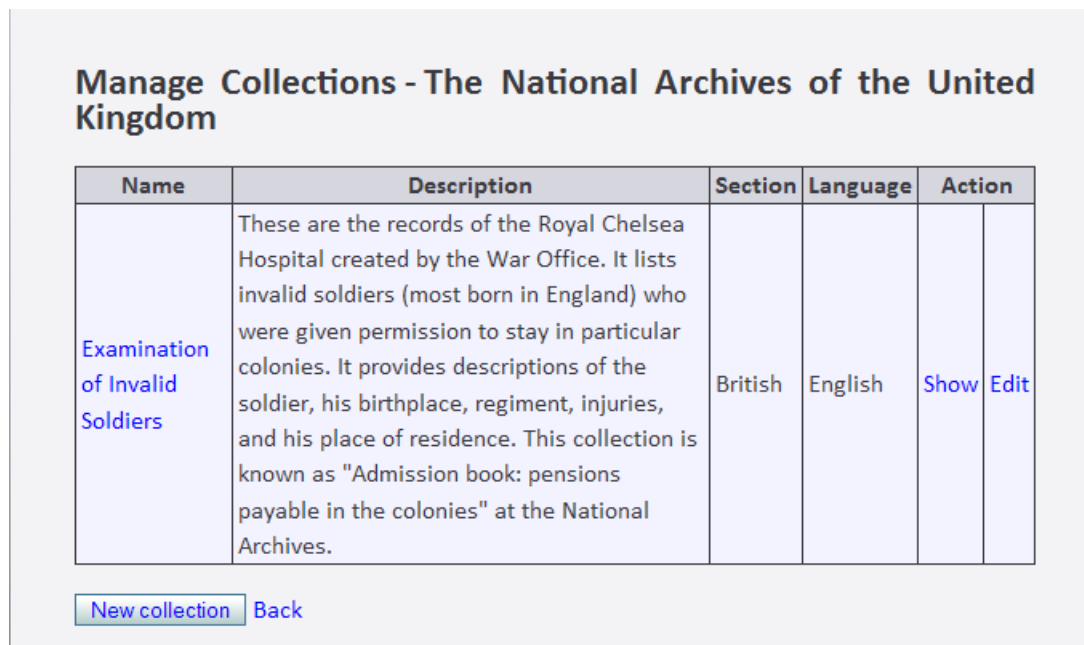 Manage Collections - The National Archives of the United
Kingdom
Name Description Section Language Action
Examination
of Invalid
Soldiers
These are the records of the Royal Chelsea
Hospital created by the War Office. It lists
invalid soldiers (most born in England) who
were given permission to stay in particular
colonies. It provides descriptions of the
soldier, his birthplace, regiment, injuries,
and his place of residence. This collection is
known as "Admission book: pensions
payable in the colonies" at the National
Archives.
British
English
Show Edit
New collection Back